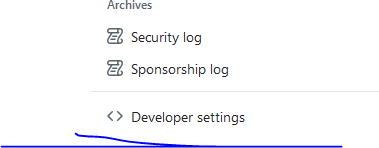 Archives
Security log
Sponsorship log
Developer settings